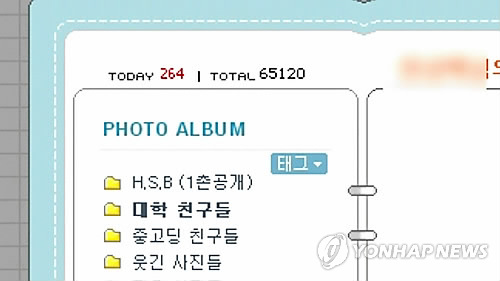 TODAY 264 | TOTAL 65120
PHOTO ALBUM
태그
H,S,B (1촌공개)
대학 친구들
중고딩 친구들
웃긴 사진들
YONHAP NEWS